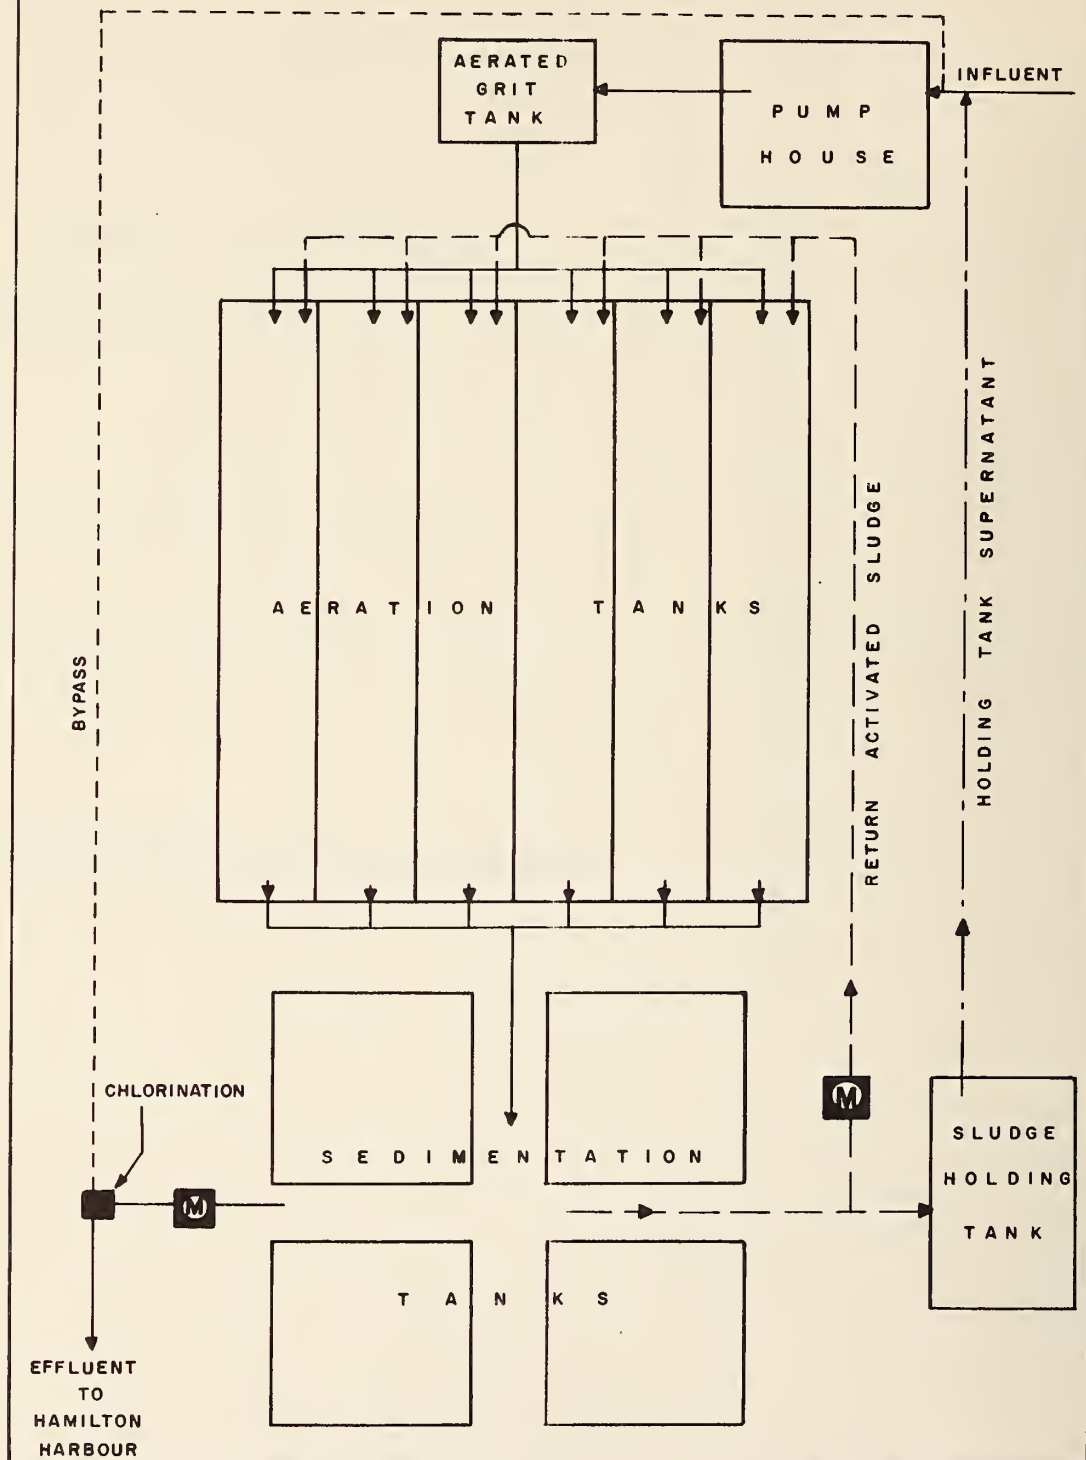 AERATED
GRIT
TANK
INFLUENT
PUMP
HOUSE
HOLDING TANK SUPERNATANT
RETURN ACTIVATED SLUDGE
AERATION TANKS
BYPASS
CHLORINATION
M
M
SEDIMENTATION
TANKS
SLUDGE
HOLDING
TANK
EFFLUENT
TO
HAMILTON
HARBOUR